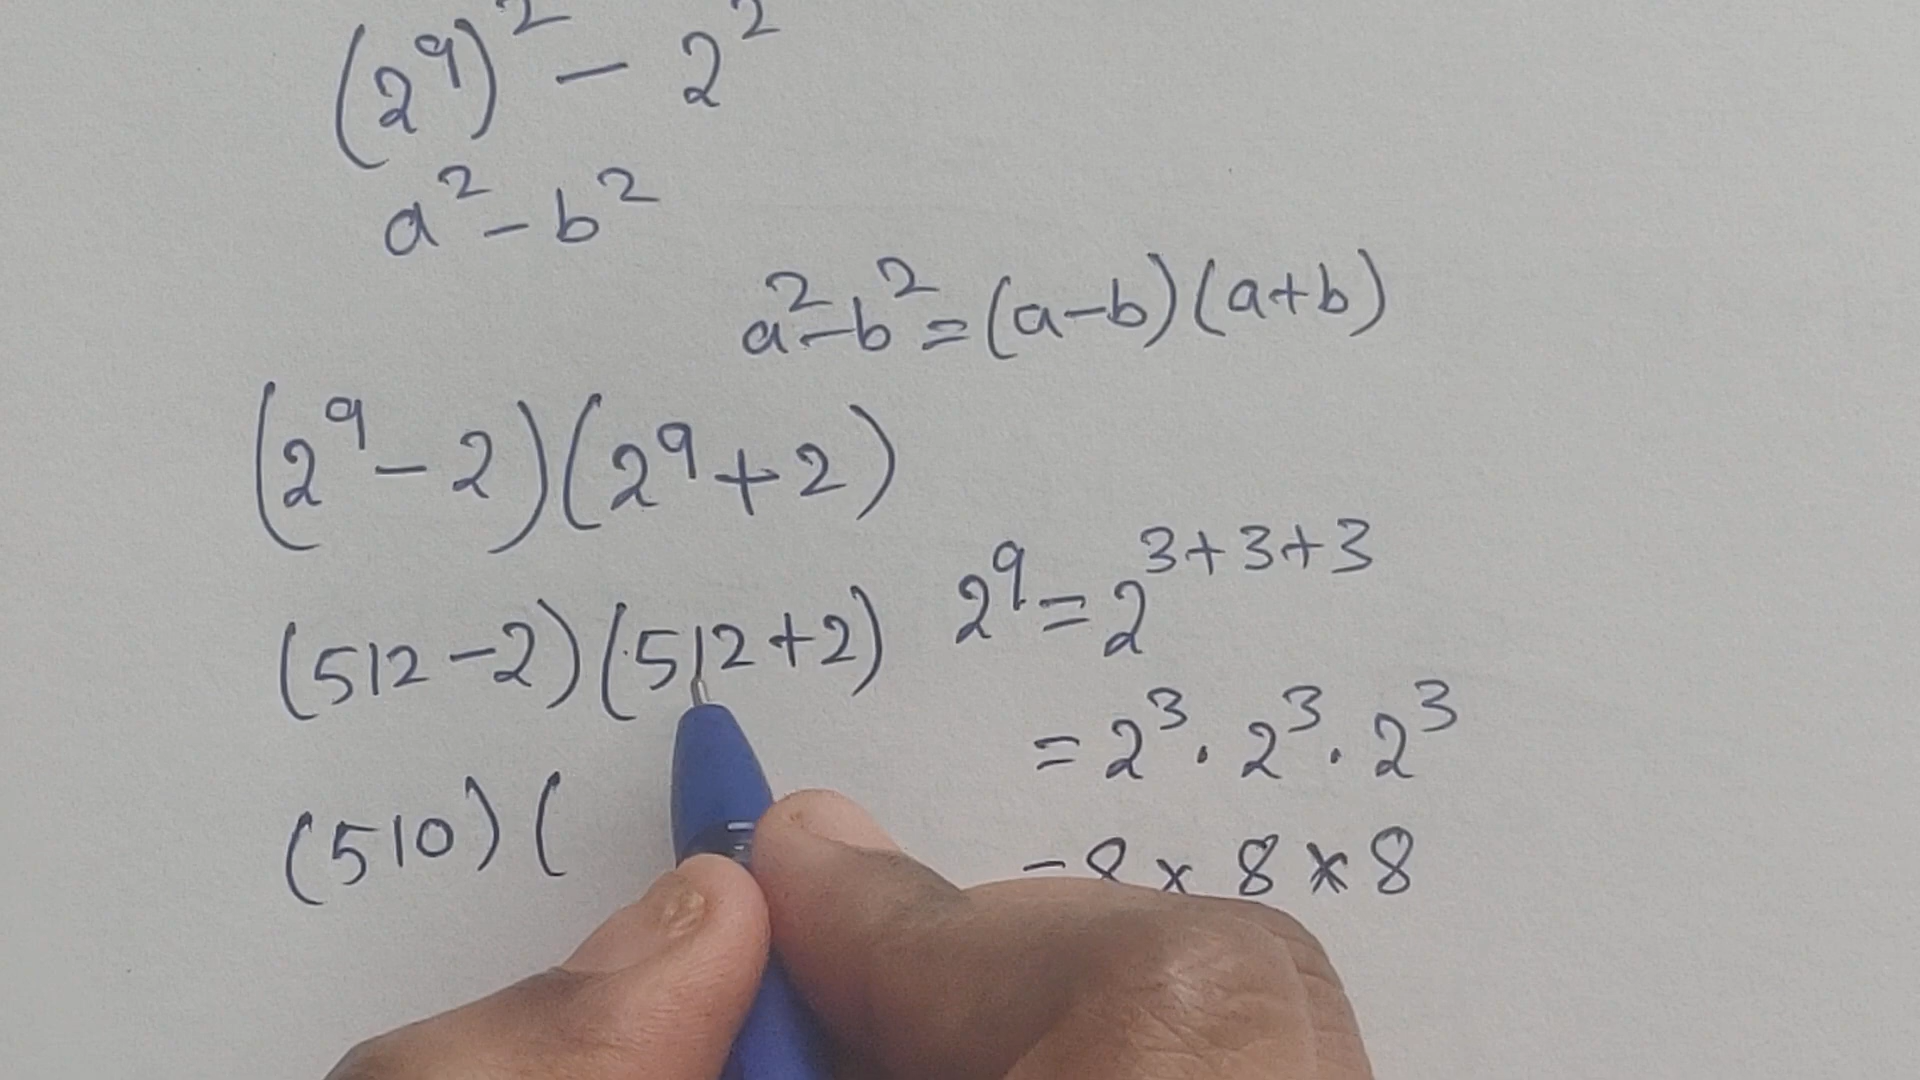 (2⁹)² - 2²
a² - b²
a² - b² = (a-b)(a+b)
(2⁹ - 2)(2⁹ + 2)
2⁹ = 2³⁺³⁺³
(512 - 2)(512 + 2)
= 2³ · 2³ · 2³
(510)(
= 8 × 8 × 8